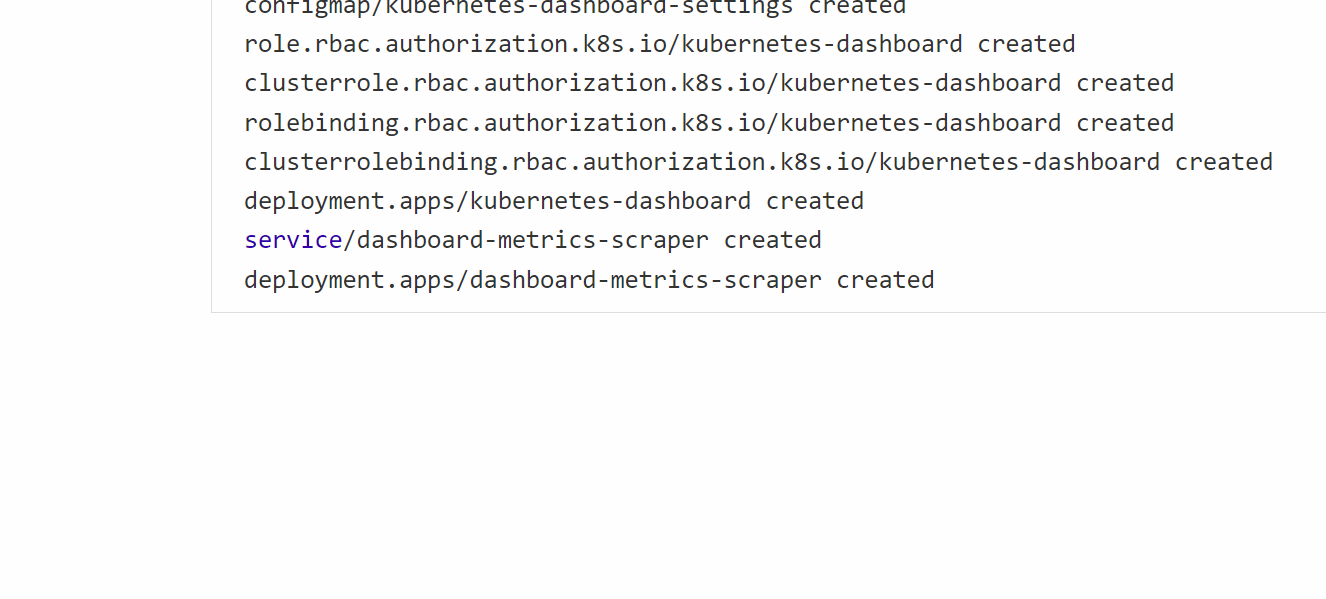 configmap/kubernetes-dashboard-settings created
role.rbac.authorization.k8s.io/kubernetes-dashboard created
clusterrole.rbac.authorization.k8s.io/kubernetes-dashboard created
rolebinding.rbac.authorization.k8s.io/kubernetes-dashboard created
clusterrolebinding.rbac.authorization.k8s.io/kubernetes-dashboard created
deployment.apps/kubernetes-dashboard created
service/dashboard-metrics-scraper created
deployment.apps/dashboard-metrics-scraper created